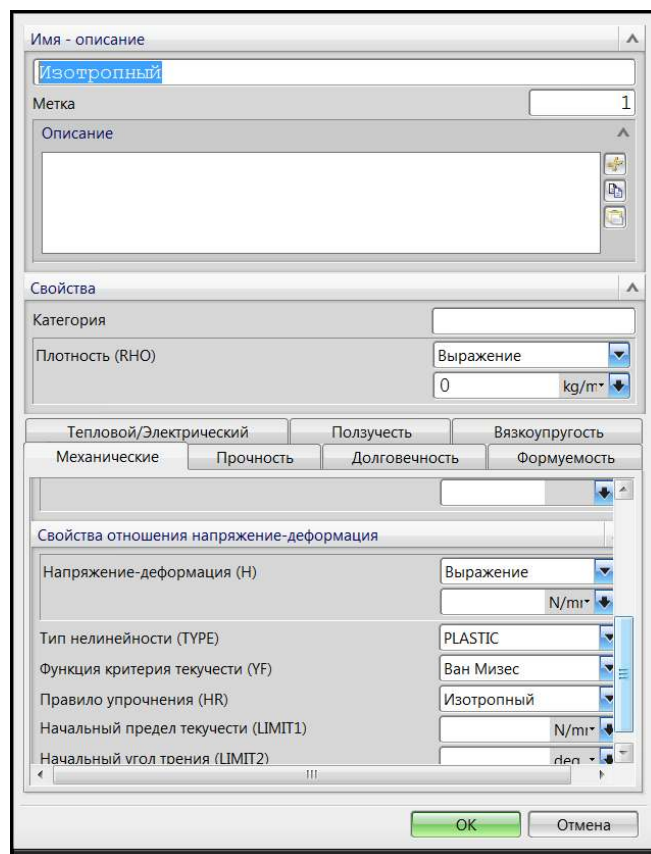 Имя - описание
Изотропный
Метка 1
Описание
Свойства
Категория
Плотность (RHO) Выражение
0 kg/m
Тепловой/Электрический Ползучесть Вязкоупругость
Механические Прочность Долговечность Формуемость
Свойства отношения напряжение-деформация
Напряжение-деформация (H) Выражение
N/mı
Тип нелинейности (TYPE) PLASTIC
Функция критерия текучести (YF) Ван Мизес
Правило упрочнения (HR) Изотропный
Начальный предел текучести (LIMIT1) N/mı
Начальный угол трения (LIMIT2) deg
OK Отмена